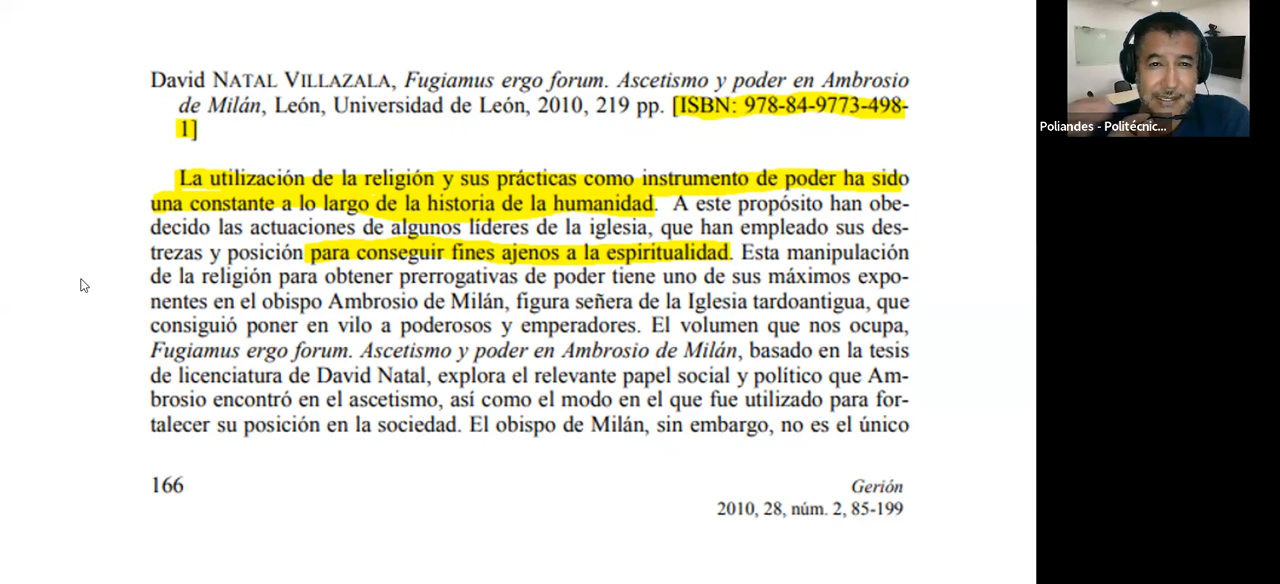 David NATAL VILLAZALA, Fugiamus ergo forum. Ascetismo y poder en Ambrosio
de Milán, León, Universidad de León, 2010, 219 pp. [ISBN: 978-84-9773-498-
1]
La utilización de la religión y sus prácticas como instrumento de poder ha sido
una constante a lo largo de la historia de la humanidad. A este propósito han obe-
decido las actuaciones de algunos líderes de la iglesia, que han empleado sus des-
trezas y posición para conseguir fines ajenos a la espiritualidad. Esta manipulación
de la religión para obtener prerrogativas de poder tiene uno de sus máximos expo-
nentes en el obispo Ambrosio de Milán, figura señera de la Iglesia tardoantigua, que
consiguió poner en vilo a poderosos y emperadores. El volumen que nos ocupa,
Fugiamus ergo forum. Ascetismo y poder en Ambrosio de Milán, basado en la tesis
de licenciatura de David Natal, explora el relevante papel social y político que Am-
brosio encontró en el ascetismo, así como el modo en el que fue utilizado para for-
talecer su posición en la sociedad. El obispo de Milán, sin embargo, no es el único
166
Gerión
2010, 28, núm. 2, 85-199
Poliandes - Politécnic...